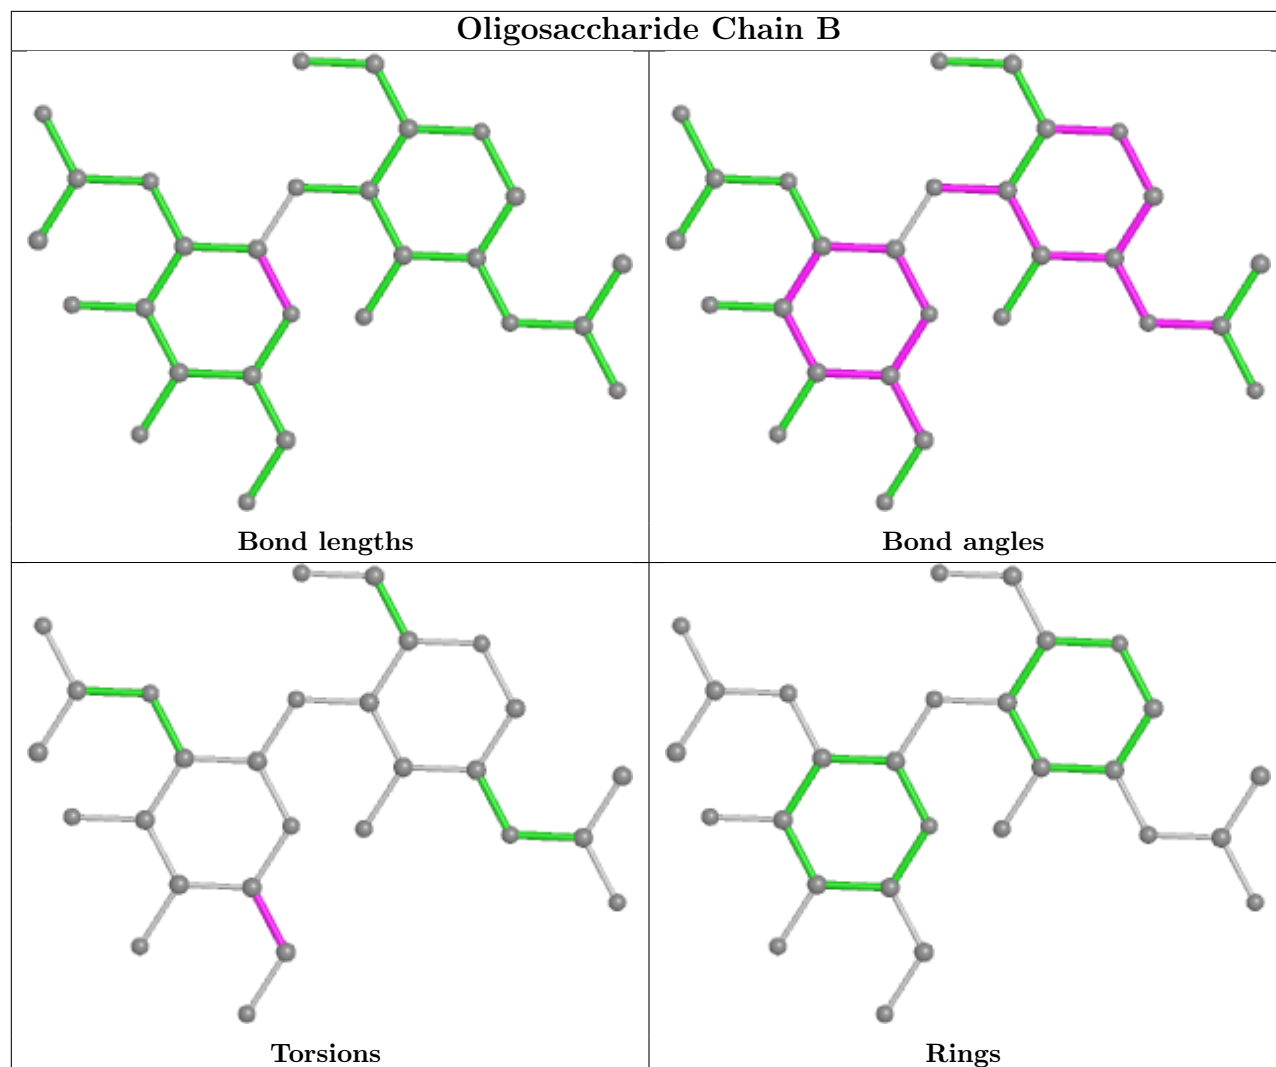 Oligosaccharide Chain B
Bond lengths
Bond angles
Torsions
Rings